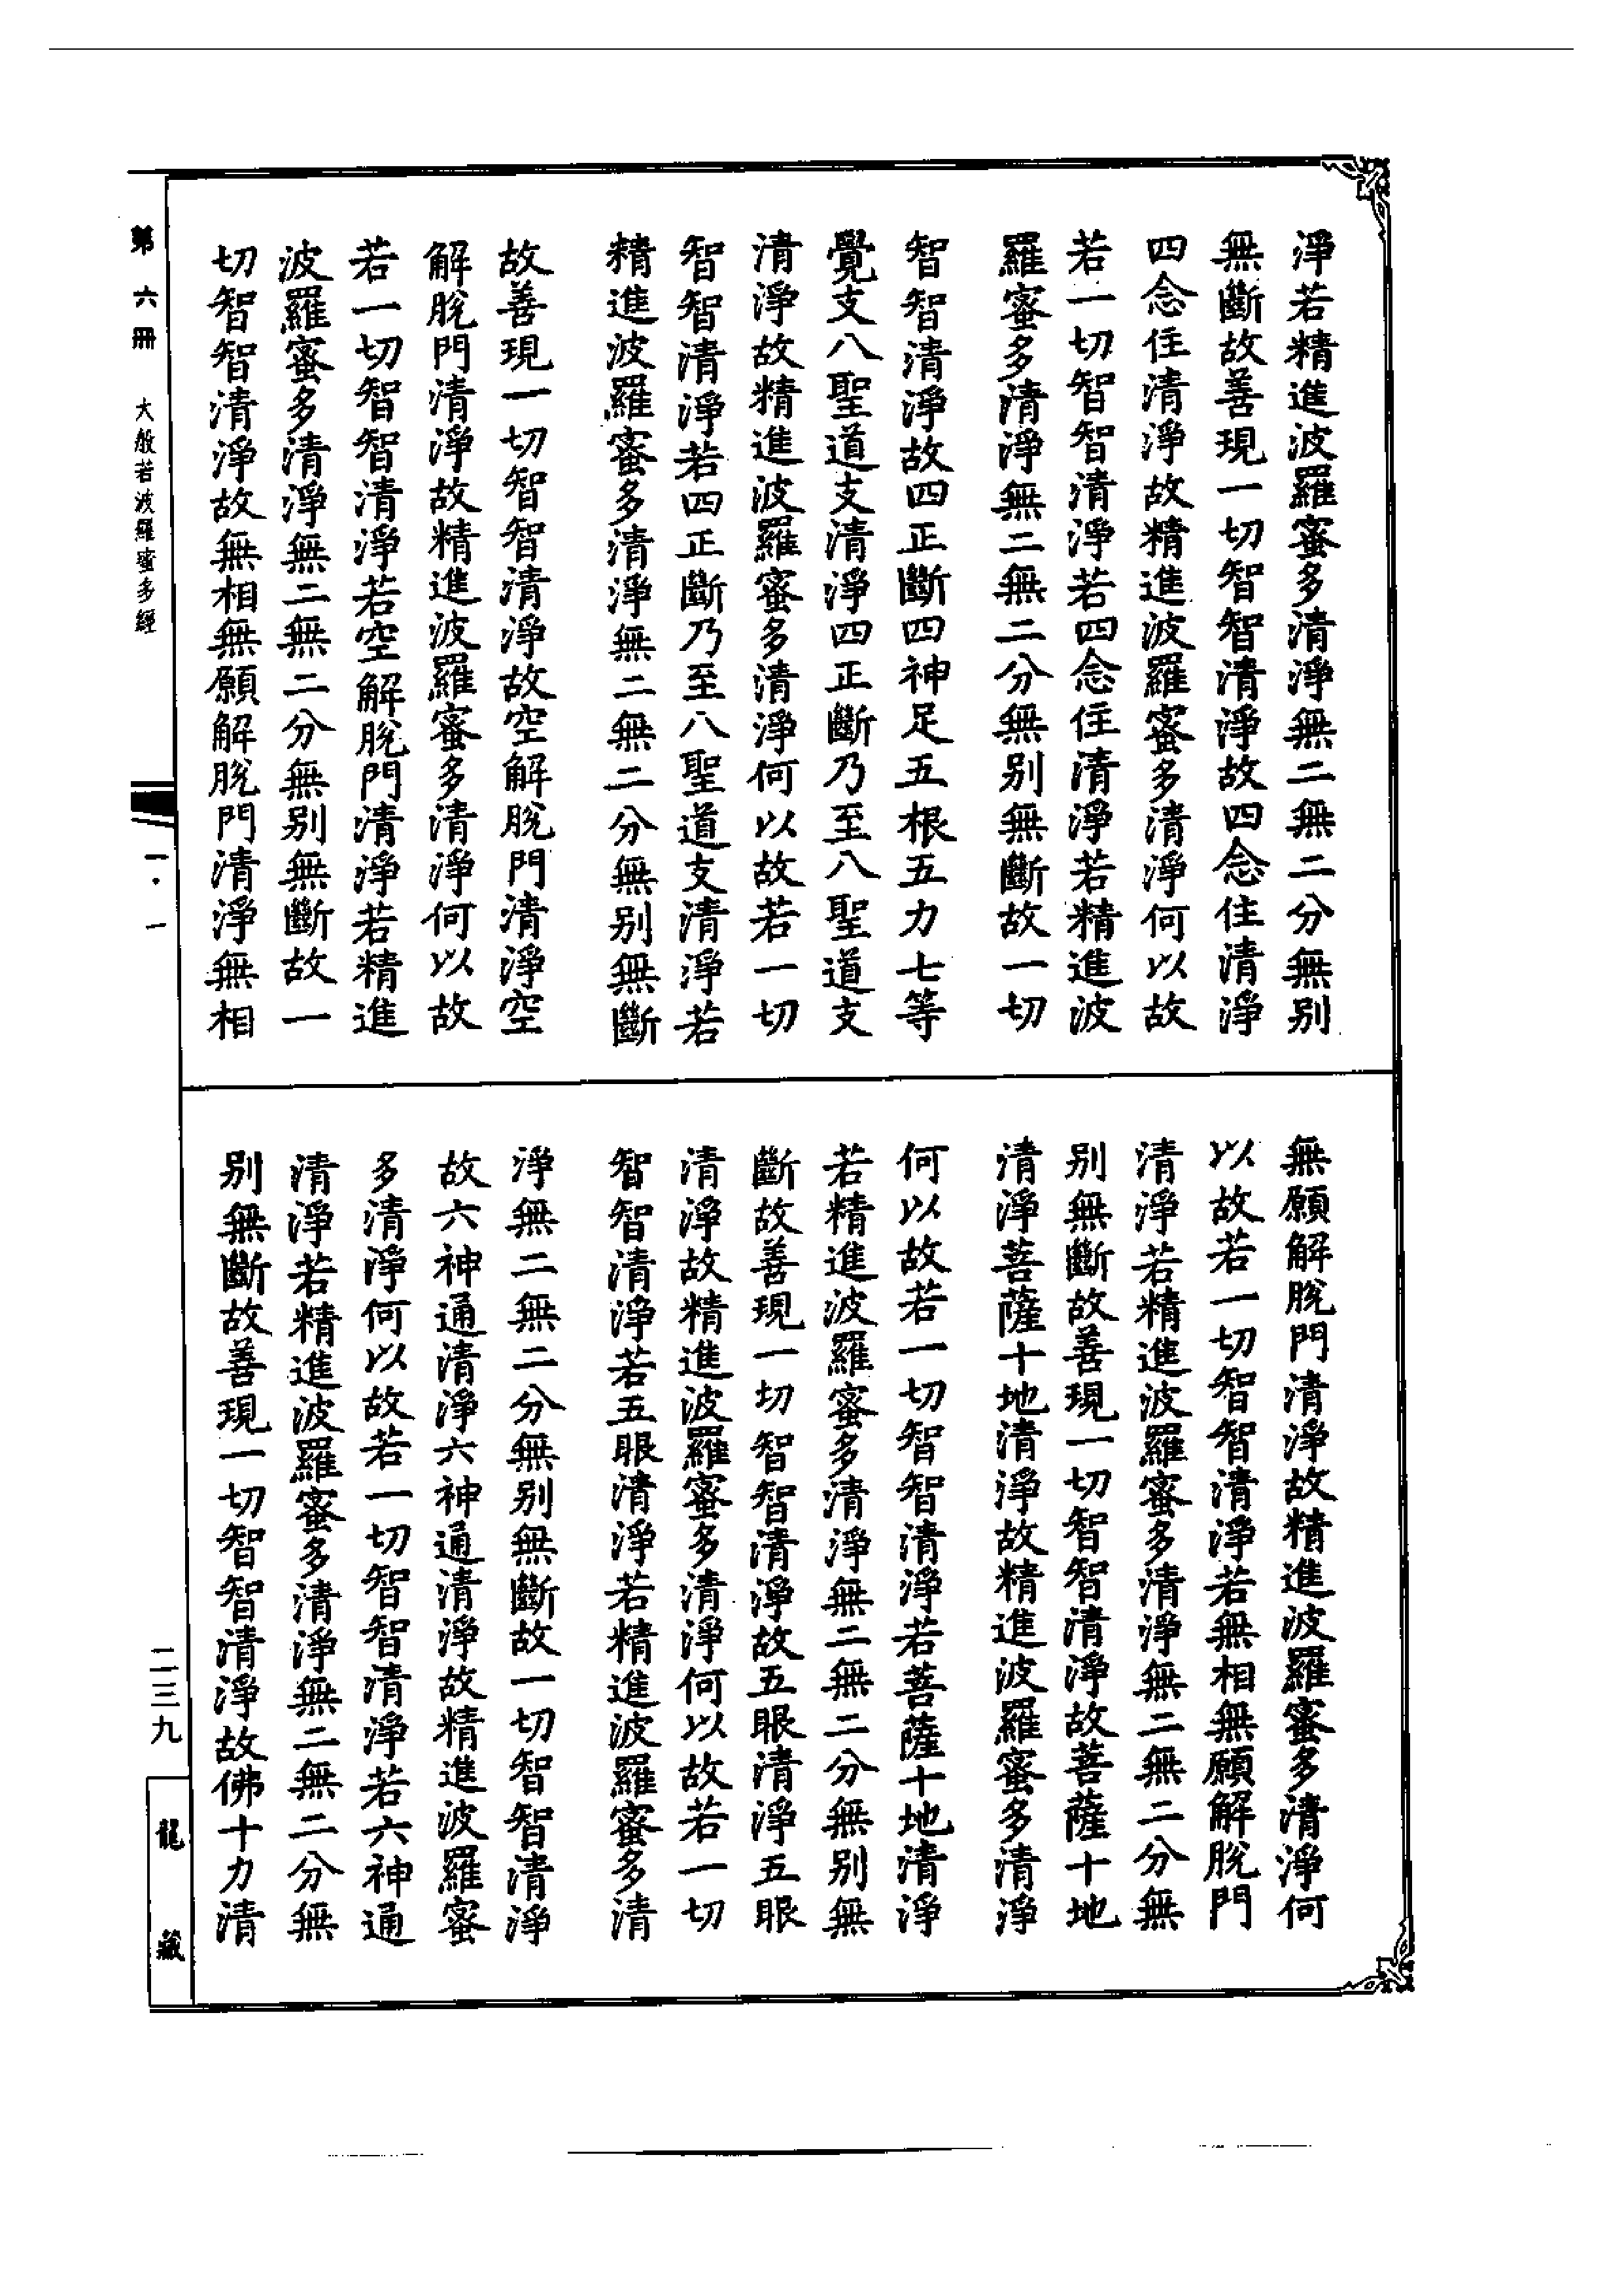 淨若精進波羅蜜多清淨無二無二分無別
無斷故善現一切智智清淨故四念住清淨
四念住清淨故精進波羅蜜多清淨何以故
若一切智智清淨若四念住清淨若精進波
羅蜜多清淨無二無二分無別無斷故一切
智智清淨故四正斷四神足五根五力七等
覺支八聖道支清淨四正斷乃至八聖道支
清淨故精進波羅蜜多清淨何以故若一切
智智清淨若四正斷乃至八聖道支清淨若
精進波羅蜜多清淨無二無二分無別無斷
故善現一切智智清淨故空解脫門清淨空
解脫門清淨故精進波羅蜜多清淨何以故
若一切智智清淨若空解脫門清淨若精進
波羅蜜多清淨無二無二分無別無斷故一
切智智清淨故無相無願解脫門清淨無相
無願解脫門清淨故精進波羅蜜多清淨何
以故若一切智智清淨若無相無願解脫門
清淨若精進波羅蜜多清淨無二無二分無
別無斷故善現一切智智清淨故菩薩十地
清淨菩薩十地清淨故精進波羅蜜多清淨
何以故若一切智智清淨若菩薩十地清淨
若精進波羅蜜多清淨無二無二分無別無
斷故善現一切智智清淨故五眼清淨五眼
清淨故精進波羅蜜多清淨何以故若一切
智智清淨若五眼清淨若精進波羅蜜多清
淨無二無二分無別無斷故一切智智清淨
故六神通清淨六神通清淨故精進波羅蜜
多清淨何以故若一切智智清淨若六神通
清淨若精進波羅蜜多清淨無二無二分無
別無斷故善現一切智智清淨故佛十力清
第六冊 大般若波羅蜜多經
一·一
二三九
龍藏